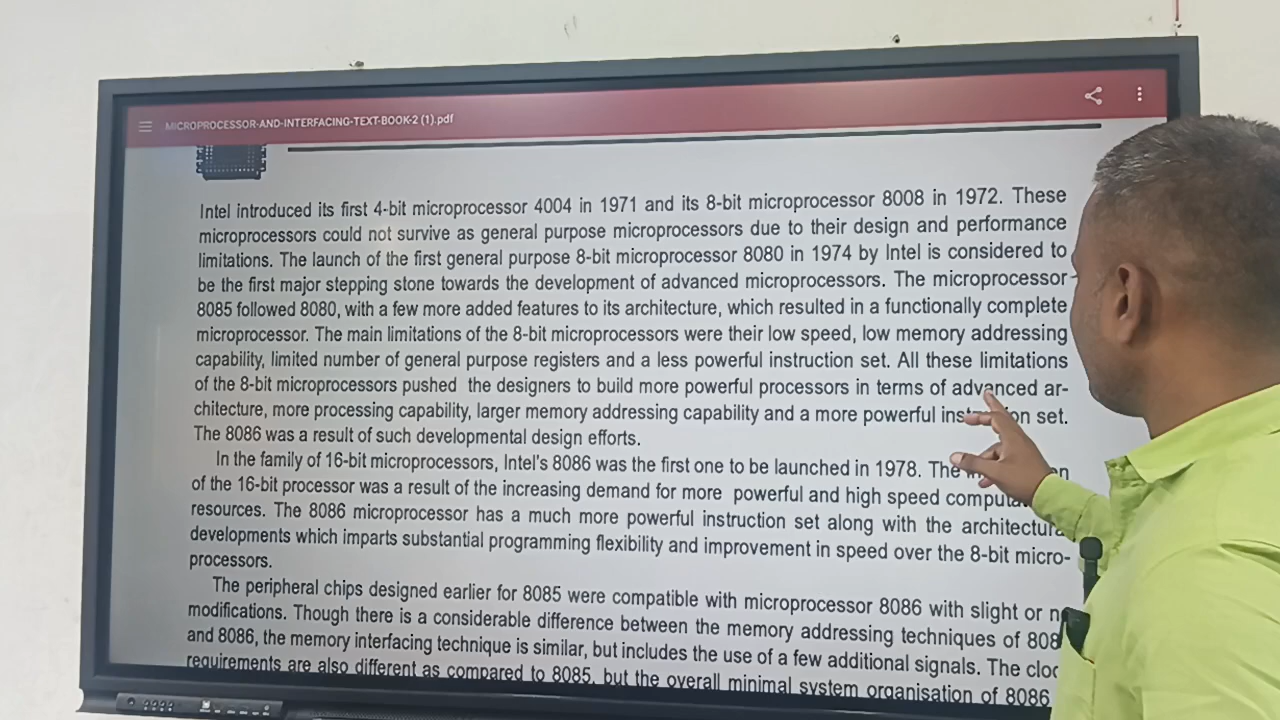 MICROPROCESSOR-AND-INTERFACING-TEXT-BOOK-2 (1).pdf
Intel introduced its first 4-bit microprocessor 4004 in 1971 and its 8-bit microprocessor 8008 in 1972. These
microprocessors could not survive as general purpose microprocessors due to their design and performance
limitations. The launch of the first general purpose 8-bit microprocessor 8080 in 1974 by Intel is considered to
be the first major stepping stone towards the development of advanced microprocessors. The microprocessor
8085 followed 8080, with a few more added features to its architecture, which resulted in a functionally complete
microprocessor. The main limitations of the 8-bit microprocessors were their low speed, low memory addressing
capability, limited number of general purpose registers and a less powerful instruction set. All these limitations
of the 8-bit microprocessors pushed the designers to build more powerful processors in terms of advanced ar-
chitecture, more processing capability, larger memory addressing capability and a more powerful set.
The 8086 was a result of such developmental design efforts.
In the family of 16-bit microprocessors, Intel's 8086 was the first one to be launched in 1978. The
of the 16-bit processor was a result of the increasing demand for more powerful and high speed
resources. The 8086 microprocessor has a much more powerful instruction set along with the
developments which imparts substantial programming flexibility and improvement in speed over the 8-bit micro-
processors.
The peripheral chips designed earlier for 8085 were compatible with microprocessor 8086 with slight or
modifications. Though there is a considerable difference between the memory addressing techniques of
and 8086, the memory interfacing technique is similar, but includes the use of a few additional signals. The
requirements are also different as compared to 8085, but the overall minimal system organisation of 8086